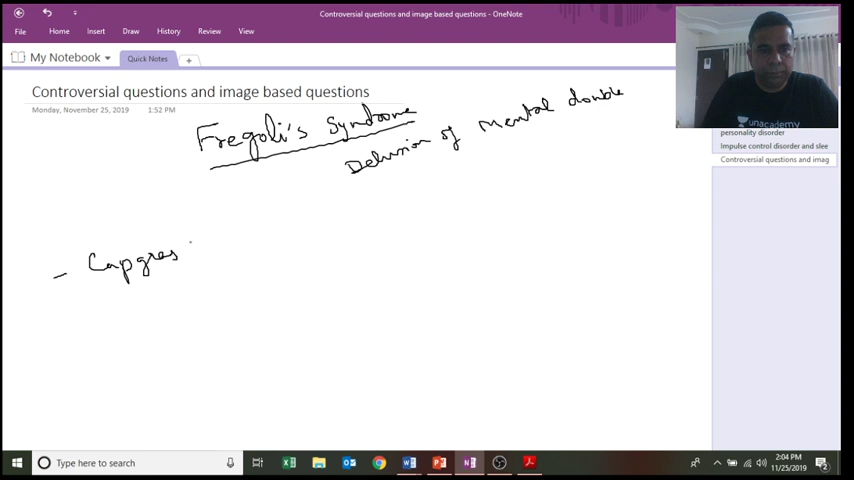 Controversial questions and image based questions - OneNote
File Home Insert Draw History Review View
My Notebook Quick Notes +
Controversial questions and image based questions
Monday, November 25, 2019 1:52 PM
Fregoli's Syndrome
Delusion of Mental double
- Capgres
unacademy
personality disorder
Impulse control disorder and slee
Controversial questions and imag
Type here to search
2:04 PM
11/25/2019
2